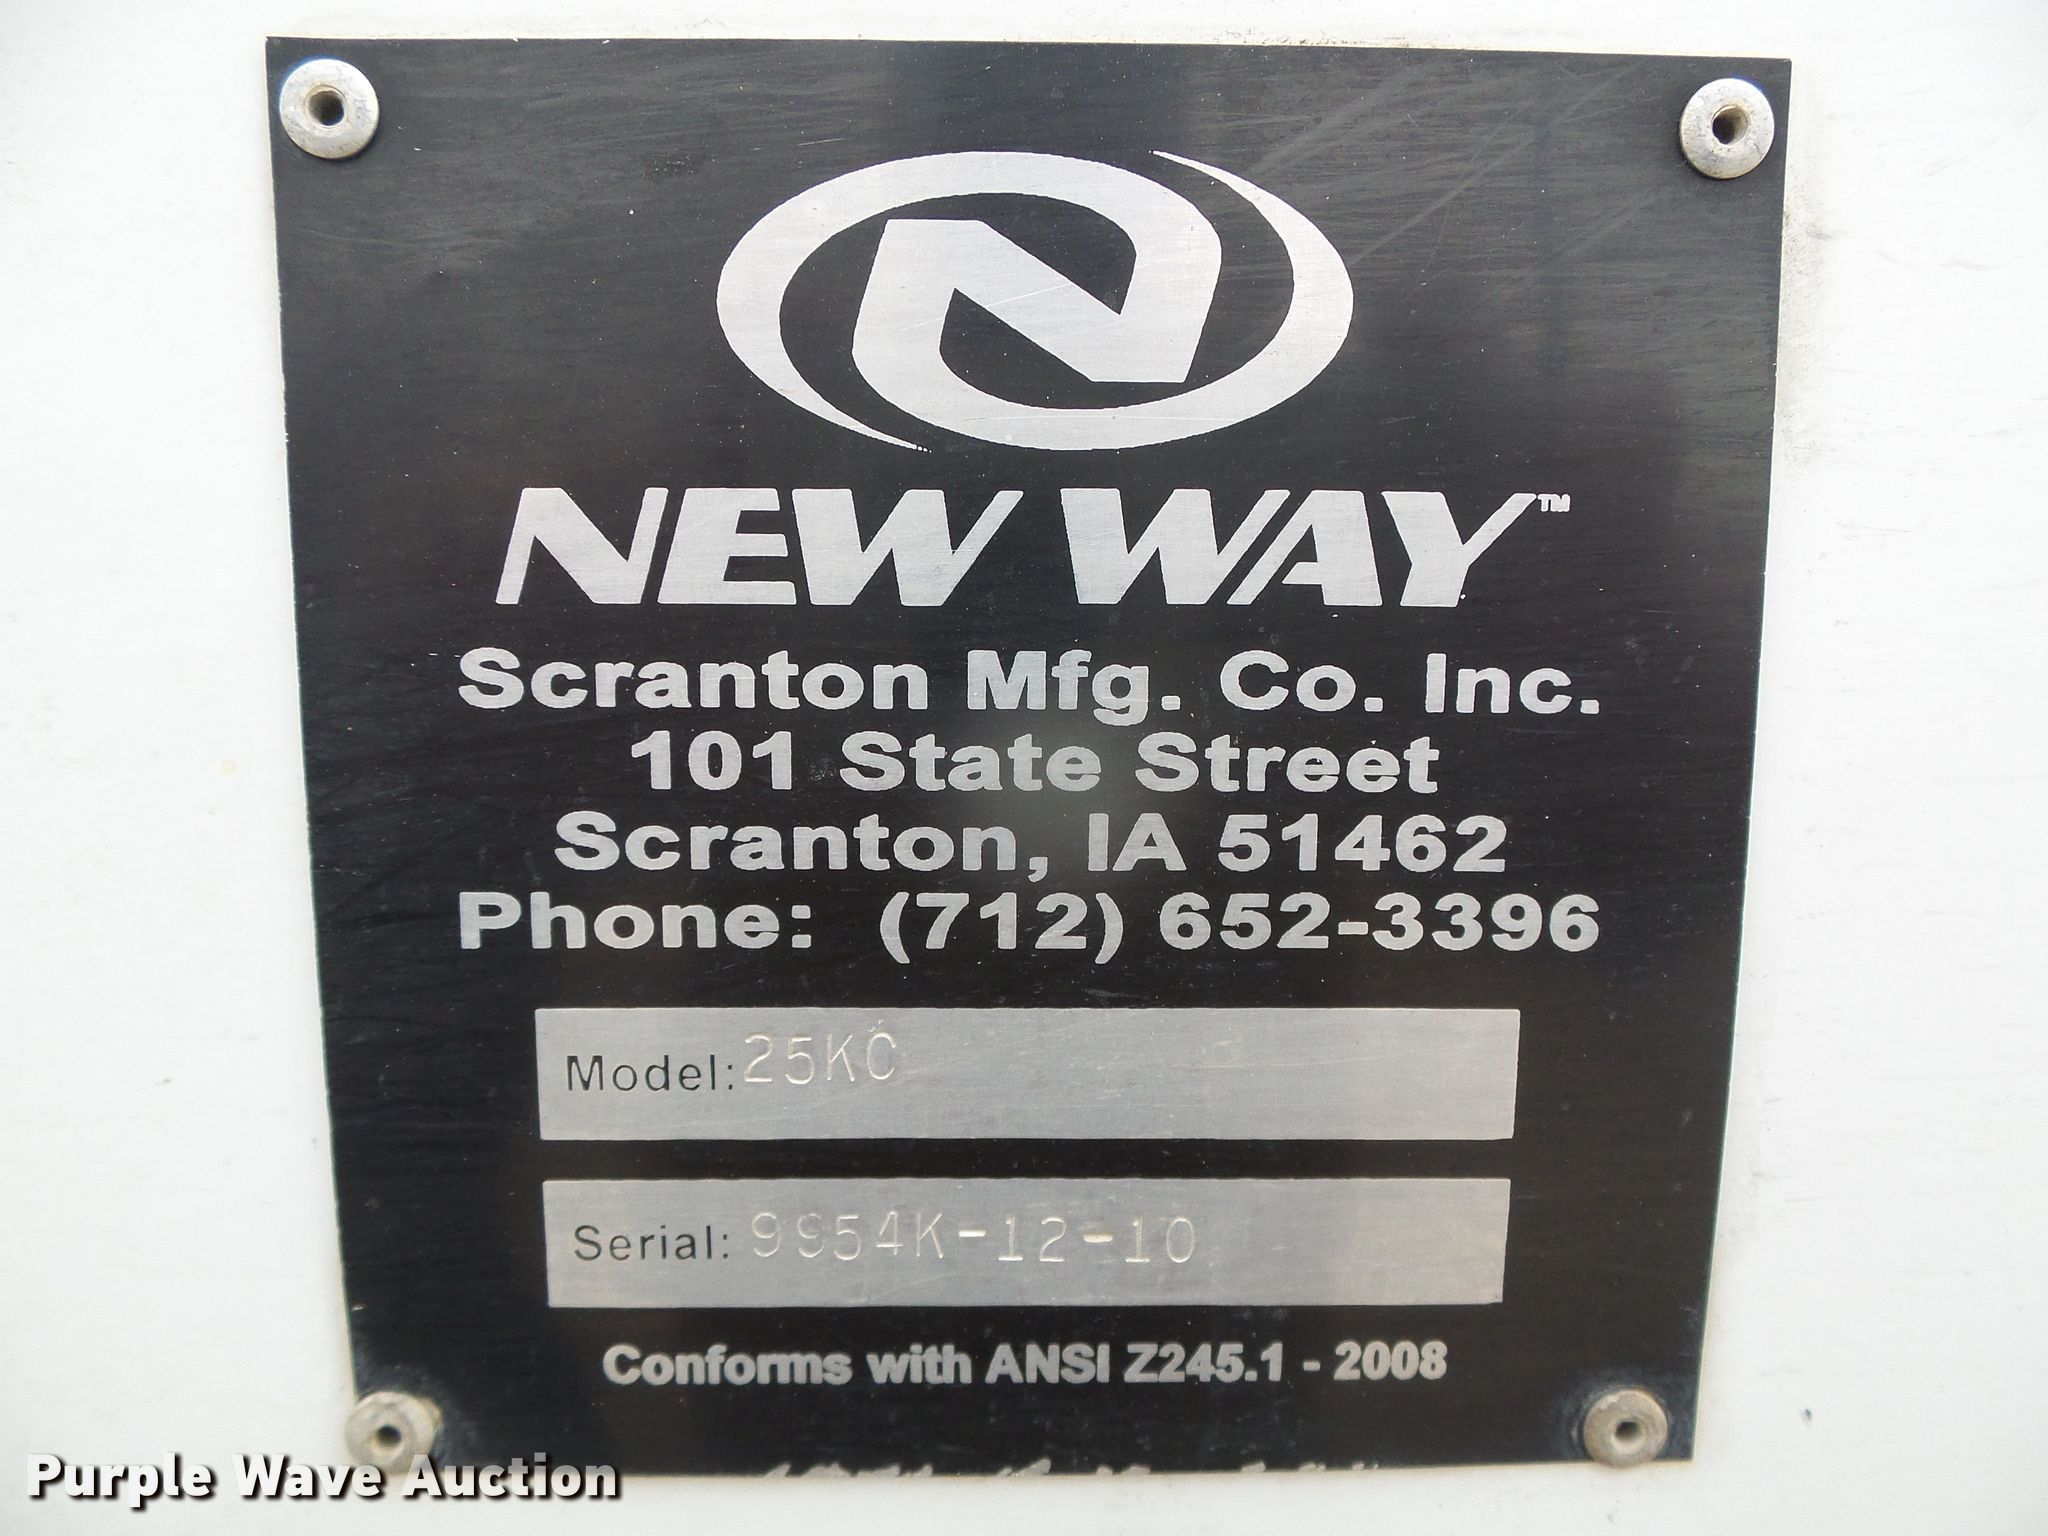 NEW WAY™
Scranton Mfg. Co. Inc.
101 State Street
Scranton, IA 51462
Phone: (712) 652-3396
Model: 25KC
Serial: 9954K-12-10
Conforms with ANSI Z245.1 - 2008
Purple Wave Auction